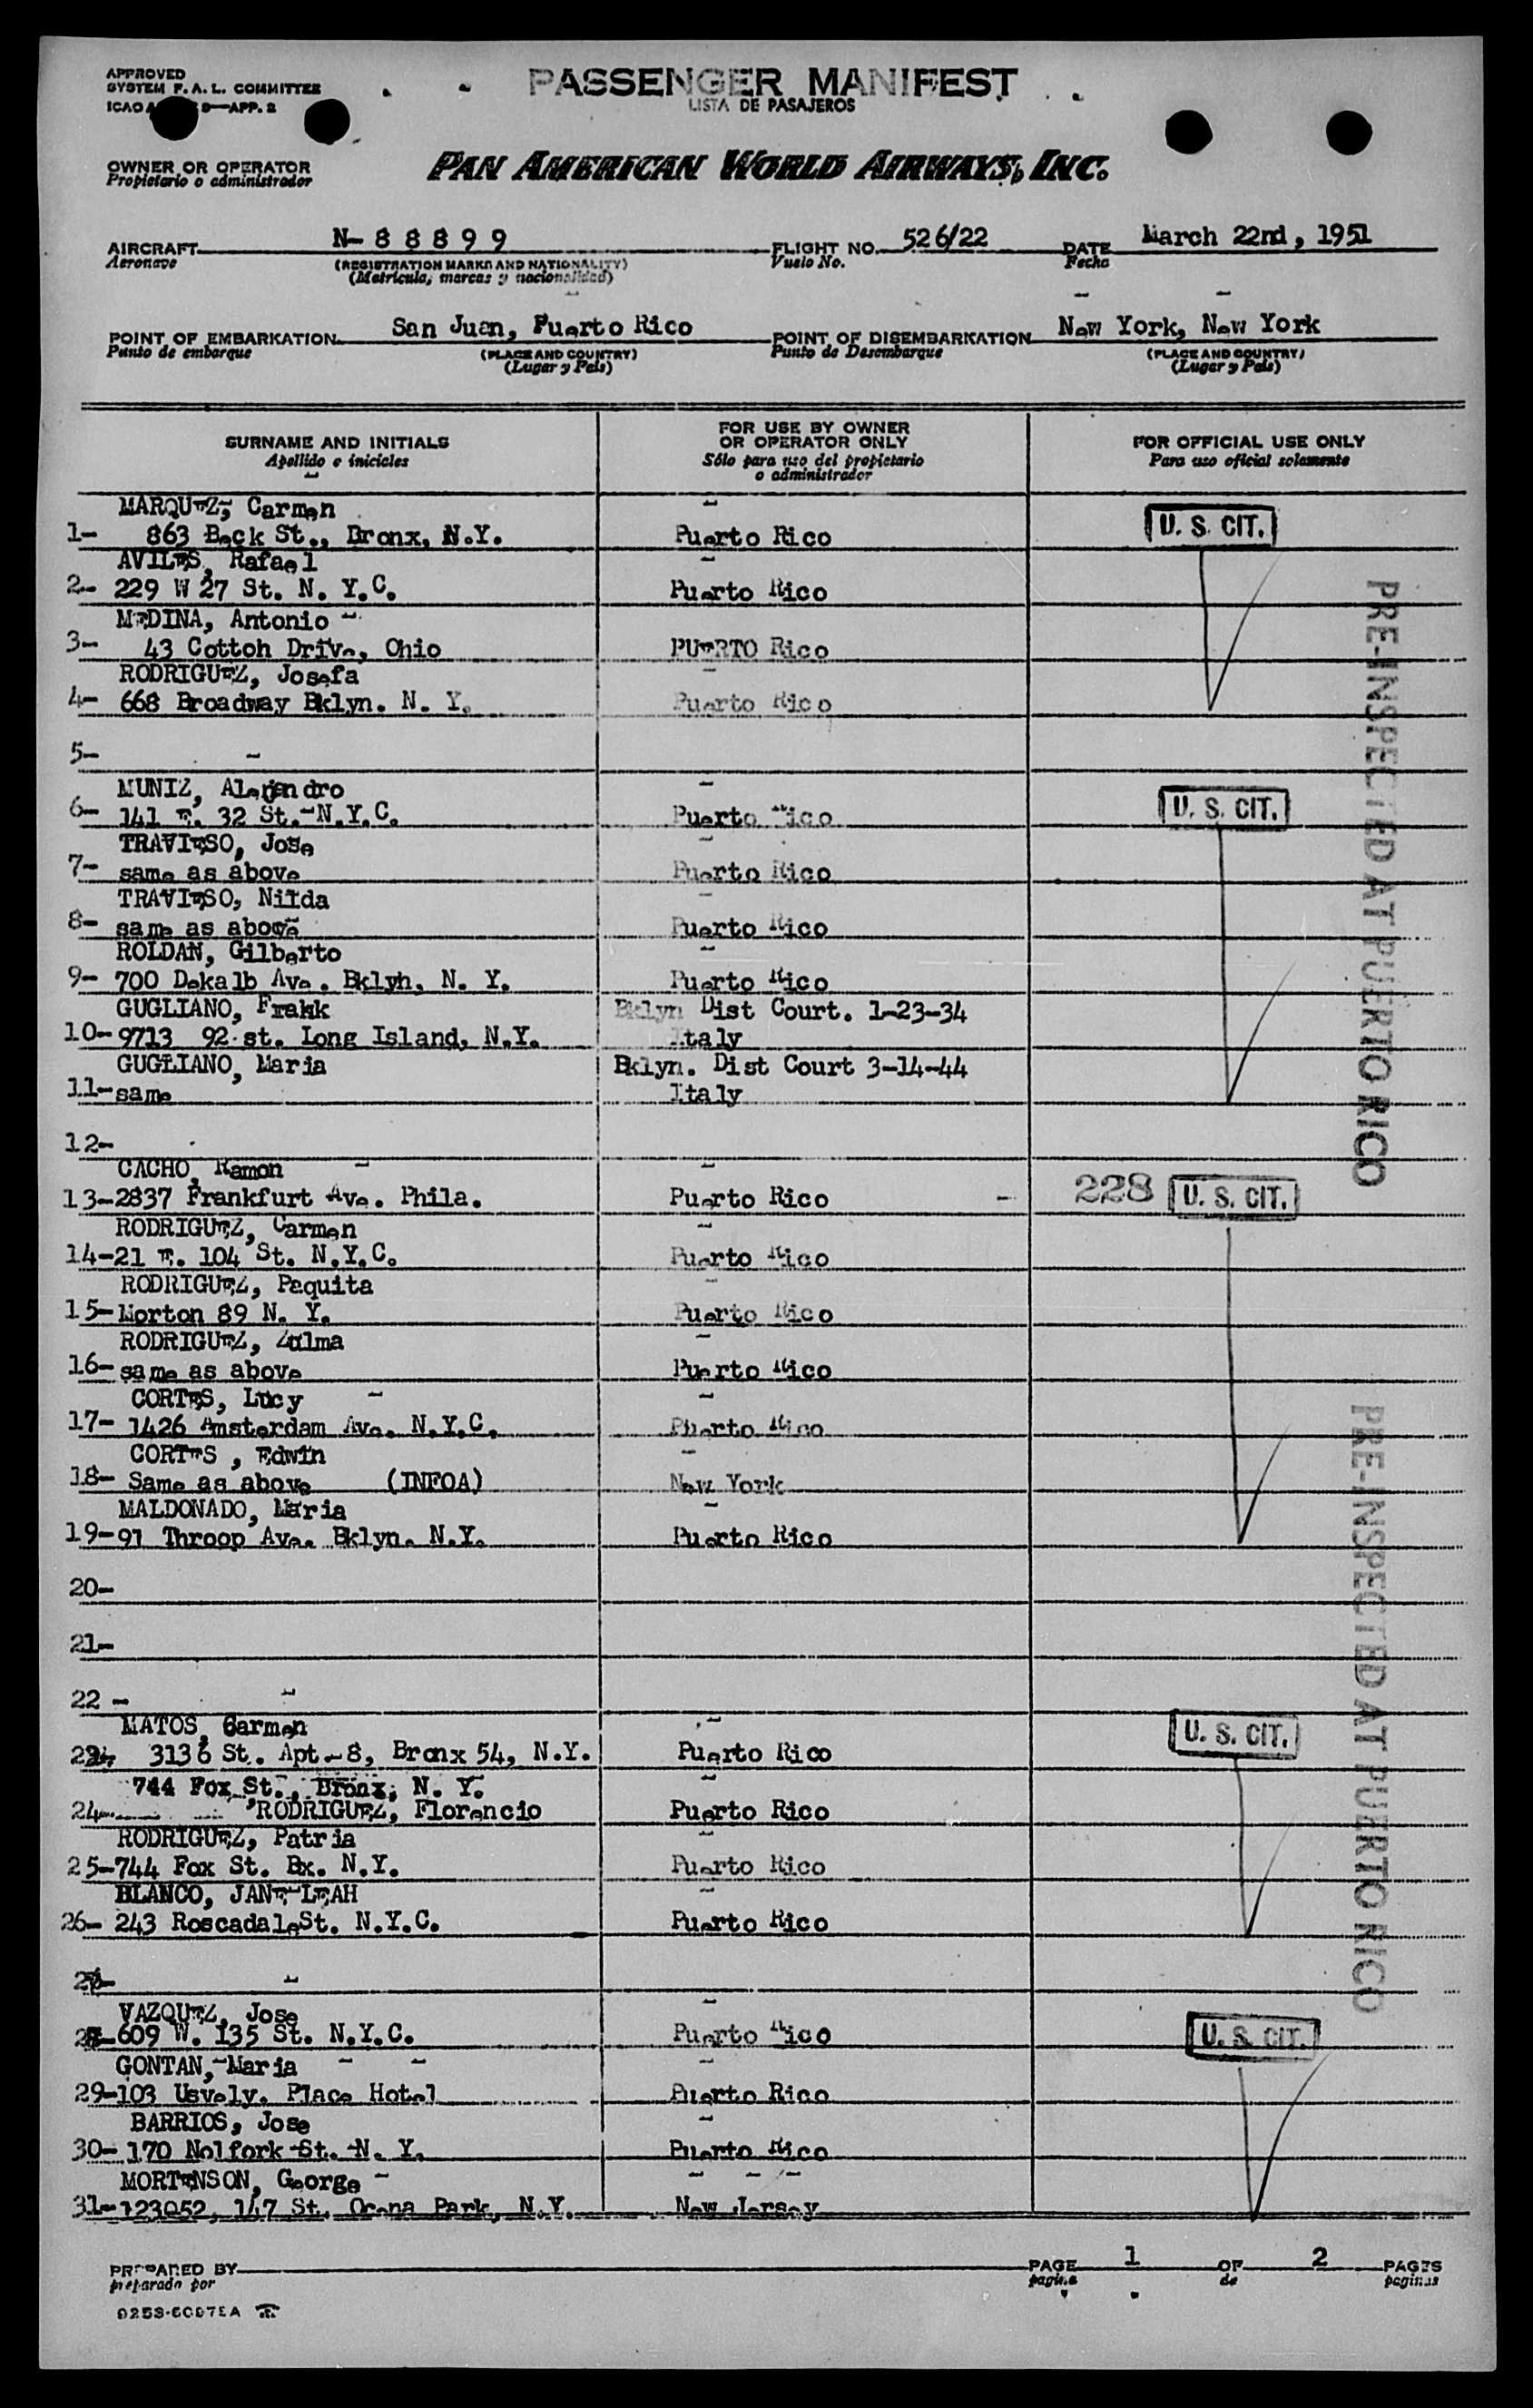 APPROVED
SYSTEM F. A. L. COMMITTEE
ICAO 9—APP. 2
PASSENGER MANIFEST
LISTA DE PASAJEROS
OWNER OR OPERATOR
Propietario o administrador
PAN AMERICAN WORLD AIRWAYS, INC.
AIRCRAFT N-88899 FLIGHT NO. 526/22 DATE March 22nd, 1951
Aeronave (REGISTRATION MARKS AND NATIONALITY) Vuelo No. Fecha
(Matricula, marcas y nacionalidad)
POINT OF EMBARKATION San Juan, Puerto Rico POINT OF DISEMBARKATION New York, New York
Punto de embarque (PLACE AND COUNTRY) Punto de Desembarque (PLACE AND COUNTRY)
(Lugar y Pais) (Lugar y Pais)
SURNAME AND INITIALS
Apellido e iniciales
FOR USE BY OWNER
OR OPERATOR ONLY
Sólo para uso del propietario
o administrador
FOR OFFICIAL USE ONLY
Para uso oficial solamente
MARQUEZ, Carmen
1- 863 Beck St., Bronx, N.Y. Puerto Rico U. S. CIT.
AVILES, Rafael
2- 229 W 27 St. N. Y.C. Puerto Rico
MEDINA, Antonio -
3- 43 Cottoh Drive, Ohio PUERTO Rico
RODRIGUEZ, Josefa
4- 668 Broadway Bklyn. N. Y. Puerto Rico
5-
MUNIZ, Alejandro
6- 141 E. 32 St. N.Y.C. Puerto Rico U. S. CIT.
TRAVIESO, Jose
7- same as above Puerto Rico
TRAVIESO, Nilda
8- same as above Puerto Rico
ROLDAN, Gilberto
9- 700 Dekalb Ave. Bklyh. N. Y. Puerto Rico
GUGLIANO, Frank Bklyn Dist Court. 1-23-34
10- 9713 92 st. Long Island, N.Y. Italy
GUGLIANO, Maria Bklyn. Dist Court 3-14-44
11- same Italy
12-
CACHO, Ramon
13-2837 Frankfurt Ave. Phila. Puerto Rico - 228 U. S. CIT.
RODRIGUEZ, Carmen
14-21 E. 104 St. N.Y.C. Puerto Rico
RODRIGUEZ, Paquita
15-Morton 89 N. Y. Puerto Rico
RODRIGUEZ, Zulma
16- same as above Puerto Rico
CORTES, Lucy
17- 1426 Amsterdam Ave. N.Y.C. Puerto Rico
CORTES , Edwin
18- Same as above (INFOA) New York
MALDONADO, Maria
19-91 Throop Ave. Bklyn. N.Y. Puerto Rico
20-
21-
22 -
MATOS, Carmen
23- 3136 St. Apt-8, Bronx 54, N.Y. Puerto Rico U. S. CIT.
744 Fox St., Bronx, N. Y.
24- RODRIGUEZ, Florencio Puerto Rico
RODRIGUEZ, Patria
25-744 Fox St. Bx. N.Y. Puerto Rico
BLANCO, JANE LEAH
26- 243 RoscadaleSt. N.Y.C. Puerto Rico
VAZQUEZ, Jose
609 W. 135 St. N.Y.C. Puerto Rico U. S. CIT.
GONTAN, Maria
29-103 Usvely. Place Hotel Puerto Rico
BARRIOS, Jose
30- 170 Nolfork St. N. Y. Puerto Rico
MORTENSON, George
31-123052, 147 St. Ocena Park, N.Y. New Jersey
PRE-INSPECTED AT PUERTO RICO
PRE-INSPECTED AT PUERTO RICO
PREPARED BY PAGE 1 OF 2 PAGES
preparado por pagina de paginas